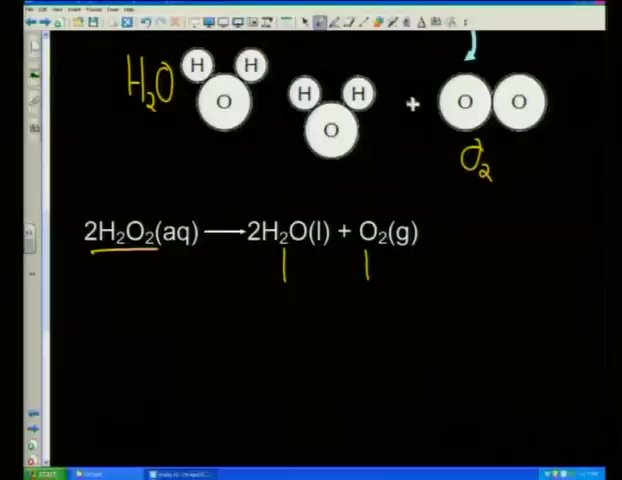 H₂O H H O H H O + O O
O₂
2H₂O₂(aq) ⟶ 2H₂O(l) + O₂(g)